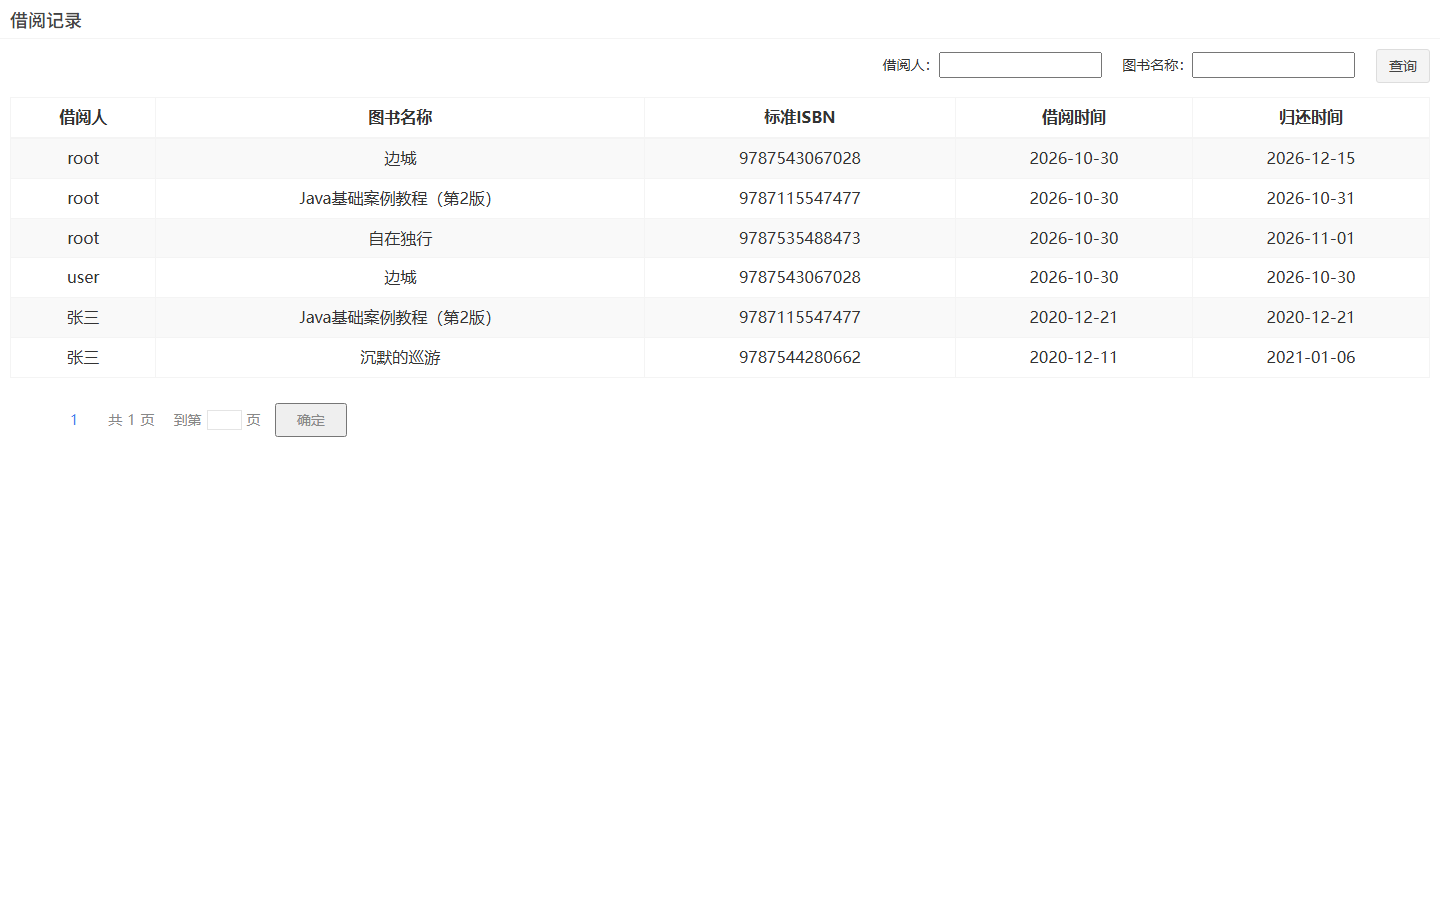 借阅记录
借阅人： 图书名称： 查询
借阅人 图书名称 标准ISBN 借阅时间 归还时间
root 边城 9787543067028 2026-10-30 2026-12-15
root Java基础案例教程（第2版） 9787115547477 2026-10-30 2026-10-31
root 自在独行 9787535488473 2026-10-30 2026-11-01
user 边城 9787543067028 2026-10-30 2026-10-30
张三 Java基础案例教程（第2版） 9787115547477 2020-12-21 2020-12-21
张三 沉默的巡游 9787544280662 2020-12-11 2021-01-06
1 共 1 页 到第 页 确定